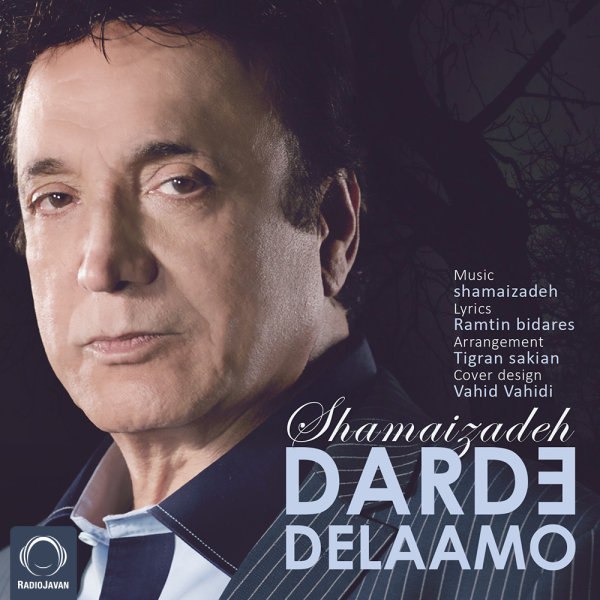 Music
shamaizadeh
Lyrics
Ramtin bidares
Arrangement
Tigran sakian
Cover design
Vahid Vahidi
Shamaizadeh
DARDE
DELAAMO
RADIOJAVAN